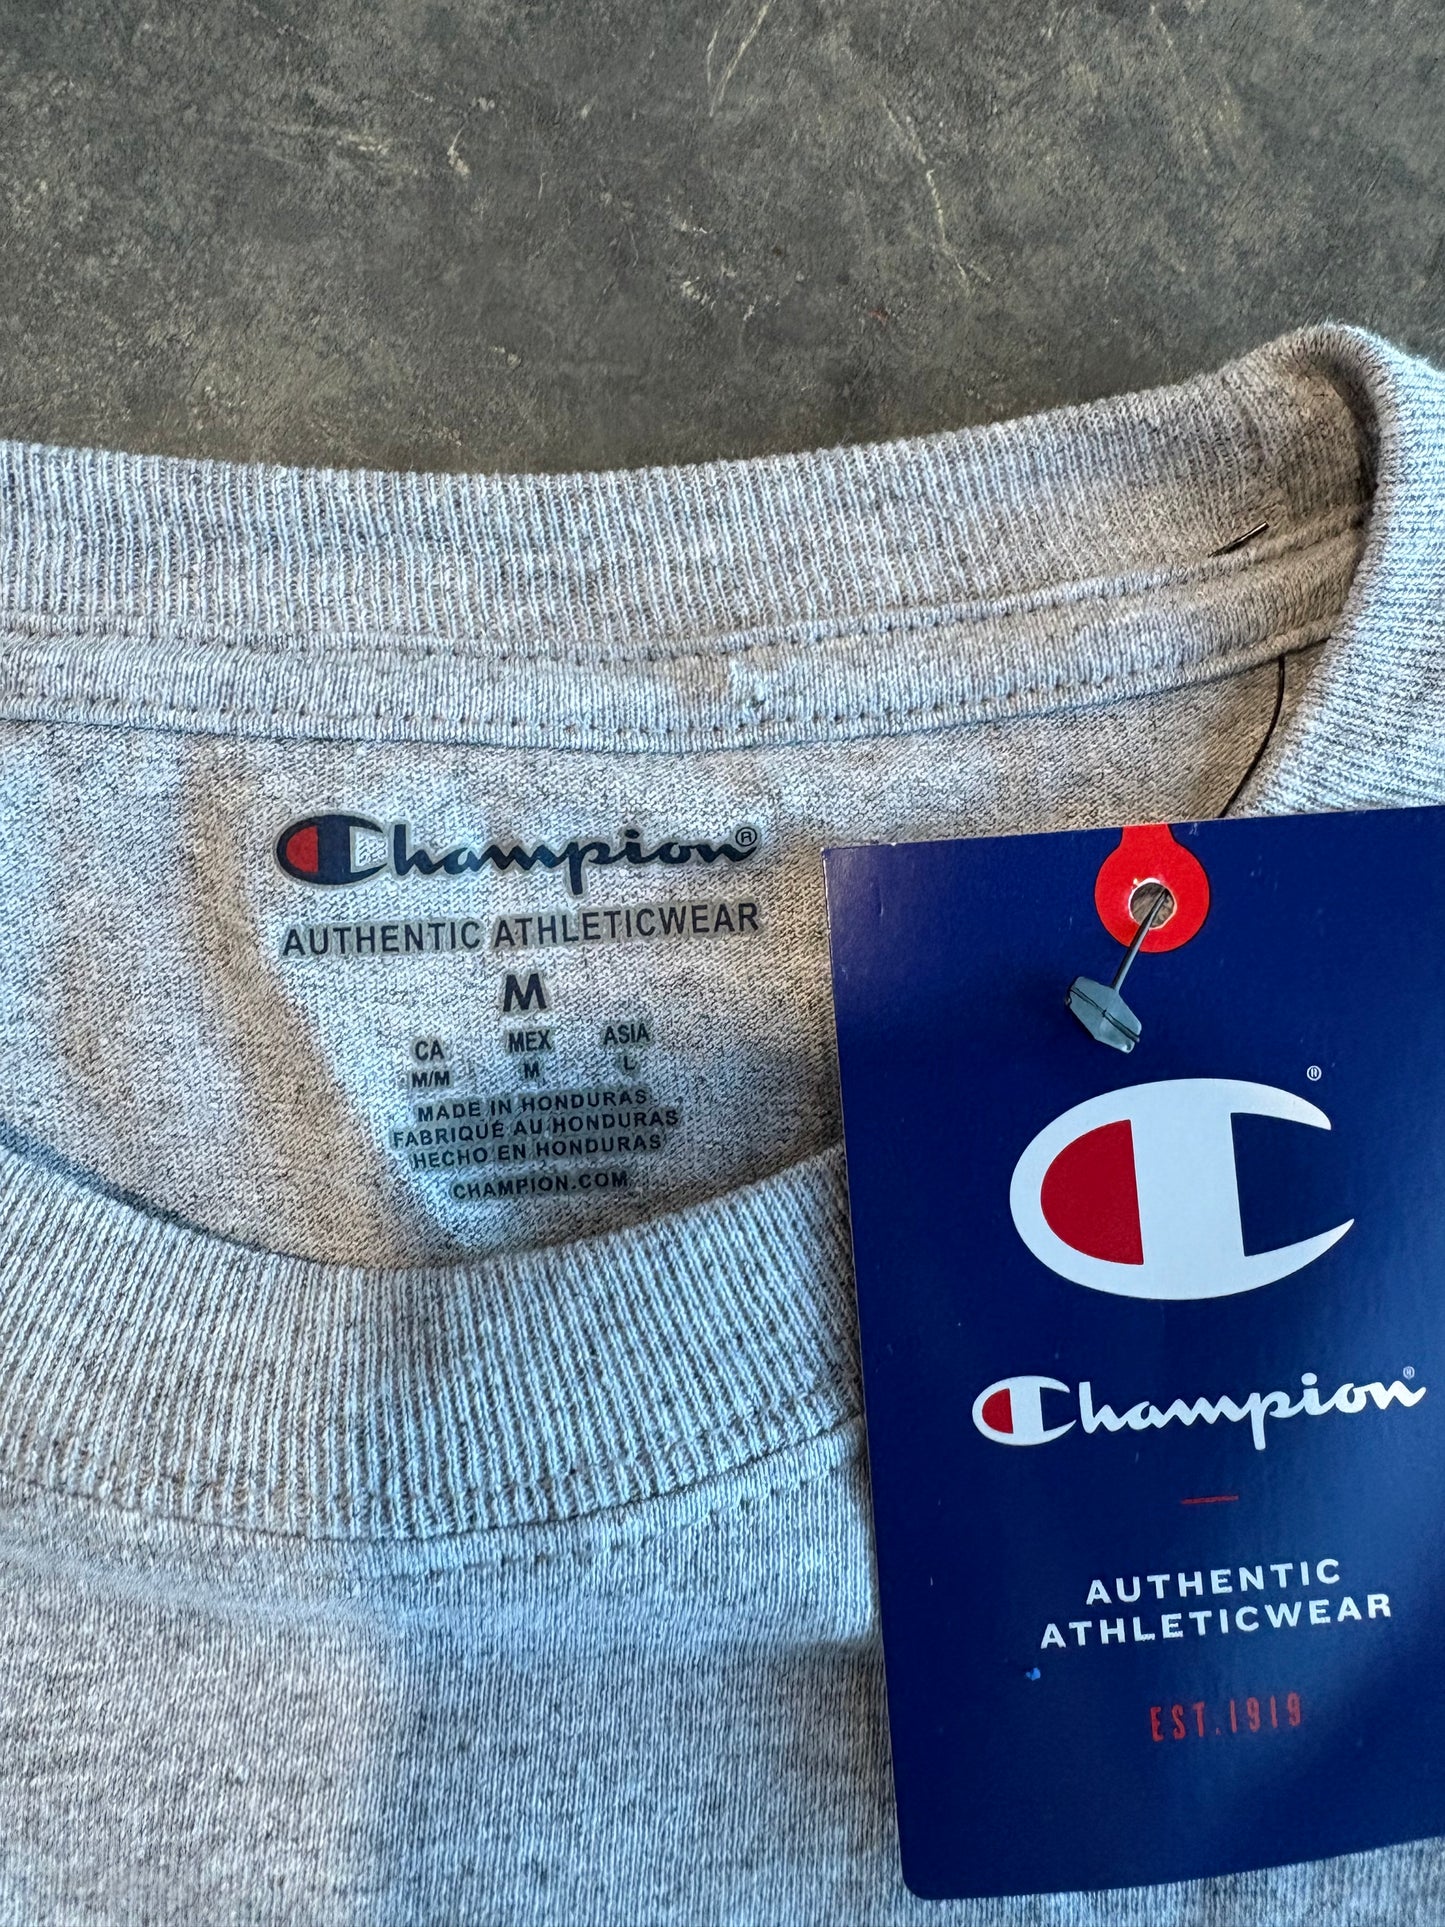 Champion®
AUTHENTIC ATHLETICWEAR
M
CA MEX ASIA
M/M M L
MADE IN HONDURAS
FABRIQUÉ AU HONDURAS
HECHO EN HONDURAS
CHAMPION.COM
®
Champion®
AUTHENTIC
ATHLETICWEAR
EST. 1919